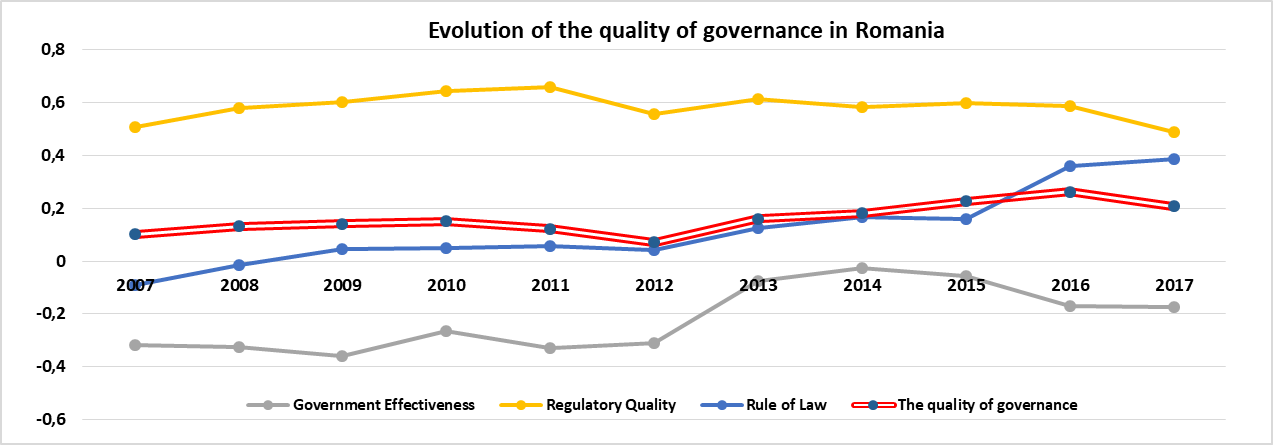 Evolution of the quality of governance in Romania
0,8
0,6
0,4
0,2
0
2007 2008 2009 2010 2011 2012 2013 2014 2015 2016 2017
-0,2
-0,4
-0,6
Government Effectiveness Regulatory Quality Rule of Law The quality of governance